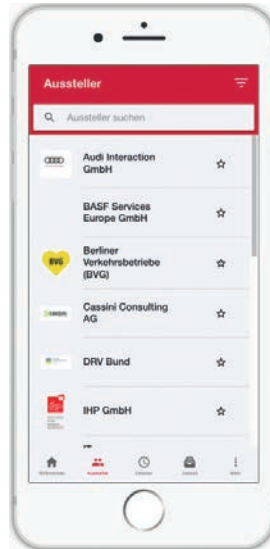 Aussteller
Aussteller suchen
Audi Interaction
GmbH
BASF Services
Europe GmbH
BVG
Berliner
Verkehrsbetriebe
(BVG)
Cassini Consulting
AG
DRV Bund
IHP GmbH
Aussteller